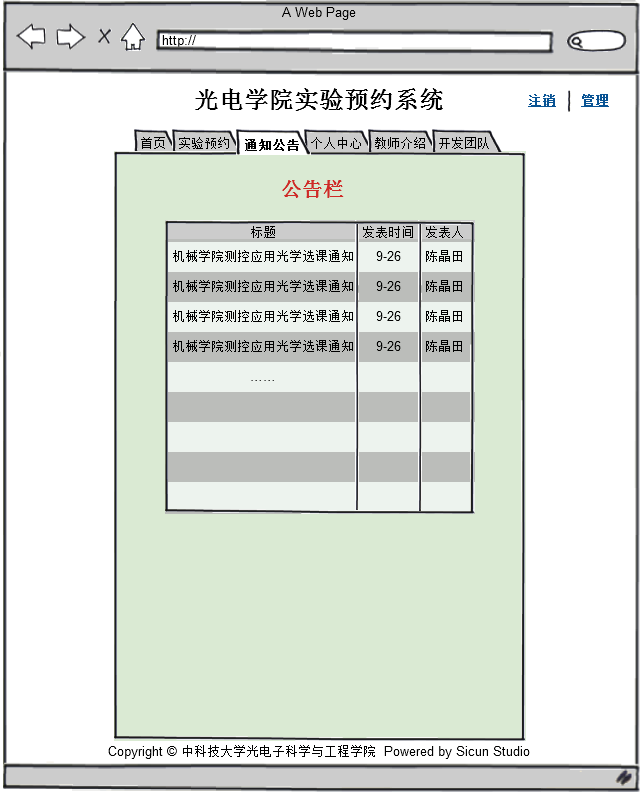 A Web Page
http://
光电学院实验预约系统
注销 | 管理
首页 实验预约 通知公告 个人中心 教师介绍 开发团队
公告栏
标题 发表时间 发表人
机械学院测控应用光学选课通知 9-26 陈晶田
机械学院测控应用光学选课通知 9-26 陈晶田
机械学院测控应用光学选课通知 9-26 陈晶田
机械学院测控应用光学选课通知 9-26 陈晶田
……
Copyright © 中科技大学光电子科学与工程学院 Powered by Sicun Studio